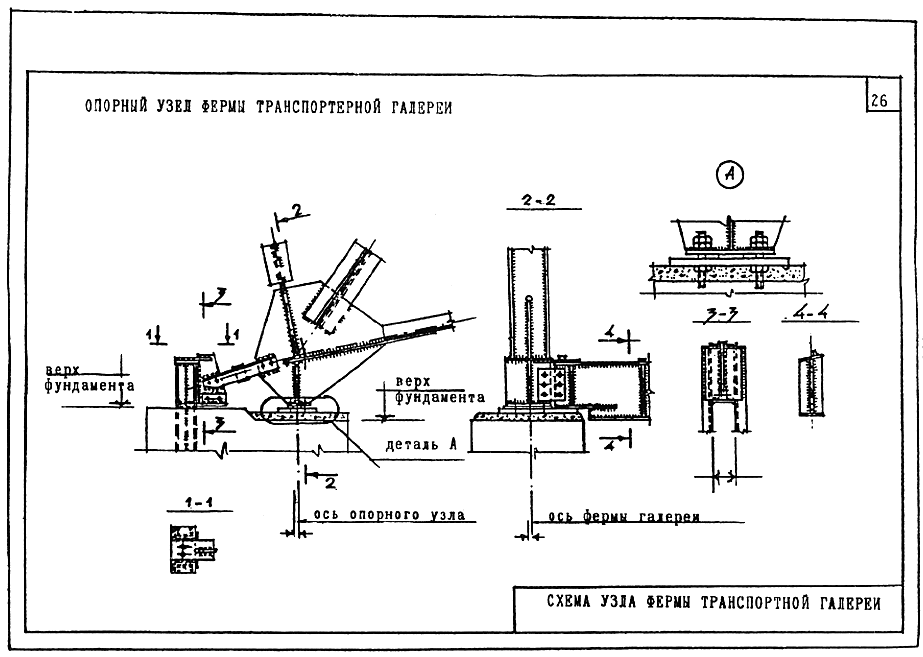 26
ОПОРНЫЙ УЗЕЛ ФЕРМЫ ТРАНСПОРТЕРНОЙ ГАЛЕРЕИ
А
2-2
2
3
3-3
4-4
1
1
4
верх
фундамента
верх
фундамента
3
деталь А
4
2
1-1
ось опорного узла
ось фермы галереи
СХЕМА УЗЛА ФЕРМЫ ТРАНСПОРТНОЙ ГАЛЕРЕИ